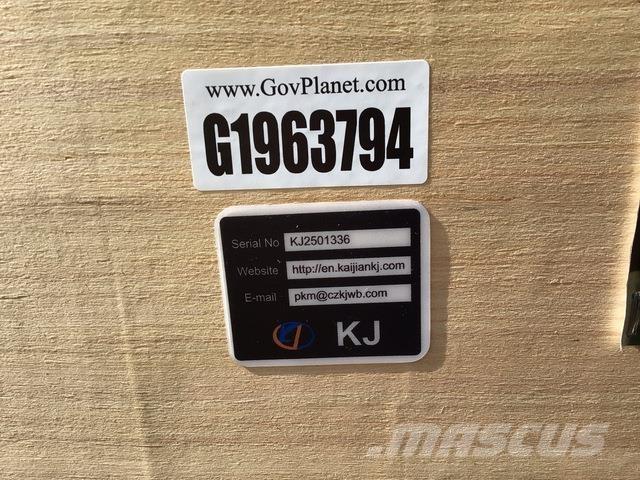 www.GovPlanet.com
G1963794
Serial No KJ2501336
Website http://en.kaijiankj.com
E-mail pkm@czkjwb.com
KJ
MASCUS